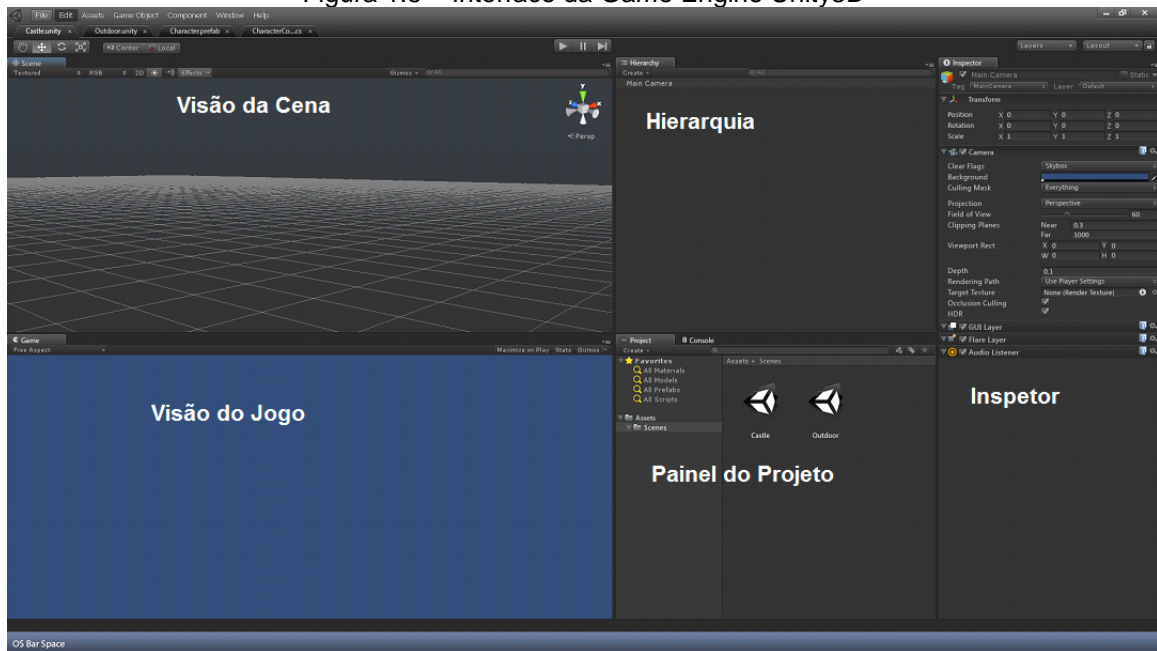 Figura 1.3 – Interface da Game Engine Unity3D
File Edit Assets Game Object Component Window Help
Castle.unity × Outdoor.unity × Character.prefab × CharacterCo...cs ×
Center Local
Layers Layout
Scene
Textured RGB 2D Effects
Gizmos All
Visão da Cena
y
z x
Persp
Hierarchy
Create All
Main Camera
Hierarquia
Inspector
Main Camera Static
Tag MainCamera Layer Default
Transform
Position X 0 Y 0 Z 0
Rotation X 0 Y 0 Z 0
Scale X 1 Y 1 Z 1
Camera
Clear Flags Skybox
Background
Culling Mask Everything
Projection Perspective
Field of View 60
Clipping Planes Near 0.3
Far 1000
Viewport Rect X 0 Y 0
W 0 H 0
Depth 0.1
Rendering Path Use Player Settings
Target Texture None (Render Texture)
Occlusion Culling
HDR
GUI Layer
Flare Layer
Audio Listener
Inspetor
Game
Free Aspect Maximize on Play Stats Gizmos
Visão do Jogo
Project Console
Create
Favorites
All Materials
All Models
All Prefabs
All Scripts
Assets
Scenes
Assets Scenes
Castle Outdoor
Painel do Projeto
OS Bar Space